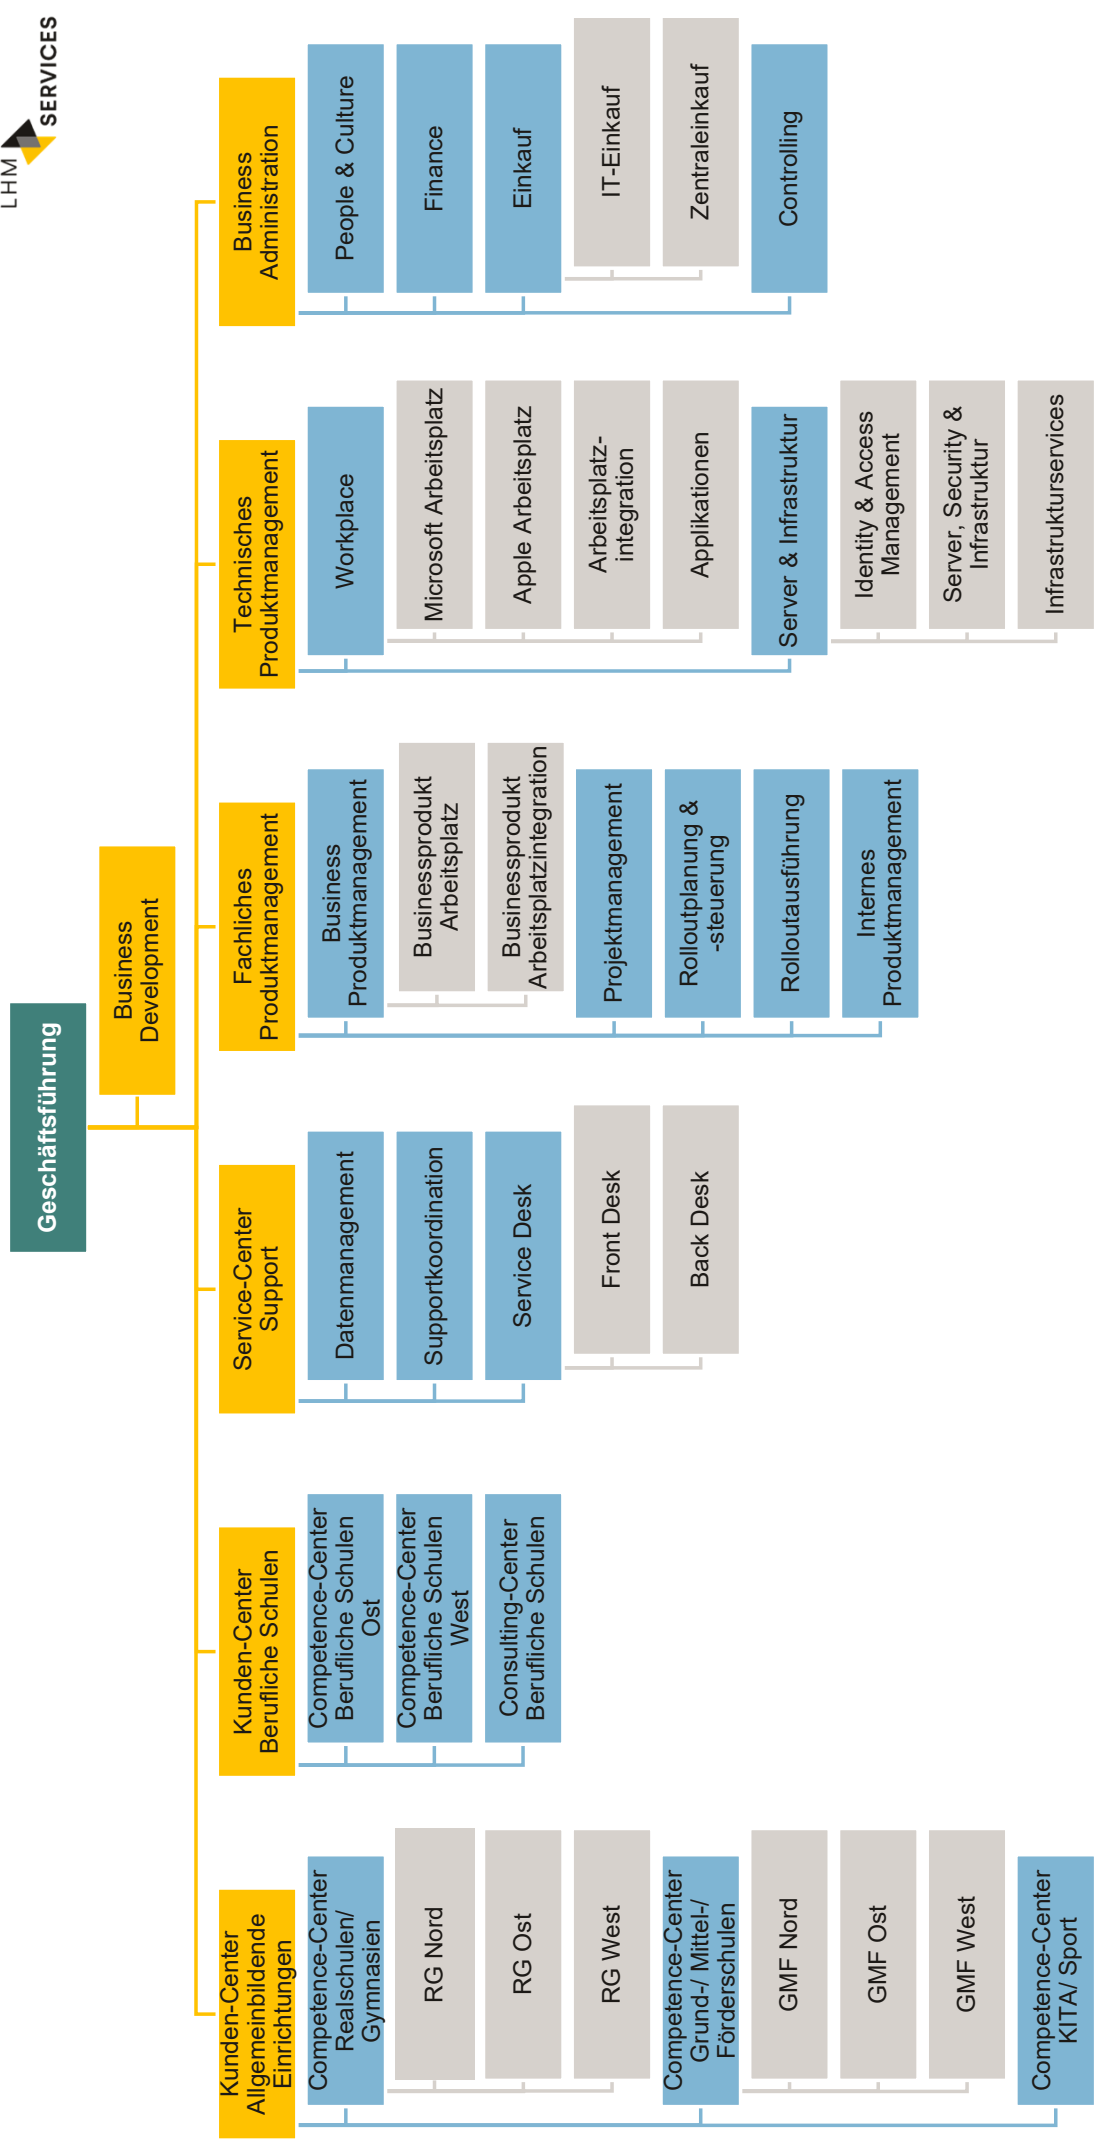 LHM
SERVICES
Geschäftsführung
Business
Development
Kunden-Center
Allgemeinbildende
Einrichtungen
Competence-Center
Realschulen/
Gymnasien
RG Nord
RG Ost
RG West
Competence-Center
Grund-/ Mittel-/
Förderschulen
GMF Nord
GMF Ost
GMF West
Competence-Center
KITA/ Sport
Kunden-Center
Berufliche Schulen
Competence-Center
Berufliche Schulen
Ost
Competence-Center
Berufliche Schulen
West
Consulting-Center
Berufliche Schulen
Service-Center
Support
Datenmanagement
Supportkoordination
Service Desk
Front Desk
Back Desk
Fachliches
Produktmanagement
Business
Produktmanagement
Businessprodukt
Arbeitsplatz
Businessprodukt
Arbeitsplatzintegration
Projektmanagement
Rolloutplanung &
-steuerung
Rolloutausführung
Internes
Produktmanagement
Technisches
Produktmanagement
Workplace
Microsoft Arbeitsplatz
Apple Arbeitsplatz
Arbeitsplatz-
integration
Applikationen
Server & Infrastruktur
Identity & Access
Management
Server, Security &
Infrastruktur
Infrastrukturservices
Business
Administration
People & Culture
Finance
Einkauf
IT-Einkauf
Zentraleinkauf
Controlling